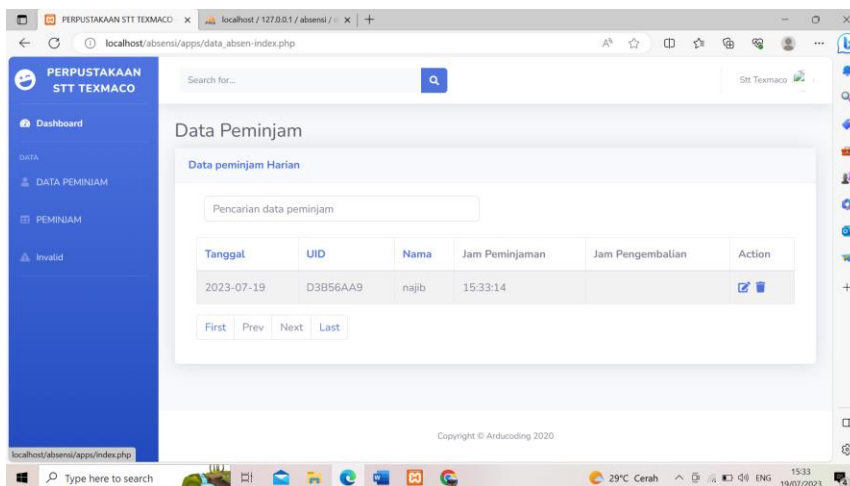 PERPUSTAKAAN STT TEXMACO
localhost / 127.0.0.1 / absensi /
localhost/absensi/apps/data_absen-index.php
PERPUSTAKAAN
STT TEXMACO
Search for...
Stt Texmaco
Dashboard
Data Peminjam
DATA
Data peminjam Harian
DATA PEMINJAM
Pencarian data peminjam
PEMINJAM
Invalid
Tanggal UID Nama Jam Peminjaman Jam Pengembalian Action
2023-07-19 D3B56AA9 najib 15:33:14
First Prev Next Last
Copyright © Arducoding 2020
localhost/absensi/apps/index.php
Type here to search
29°C Cerah ENG 15:33
19/07/2023